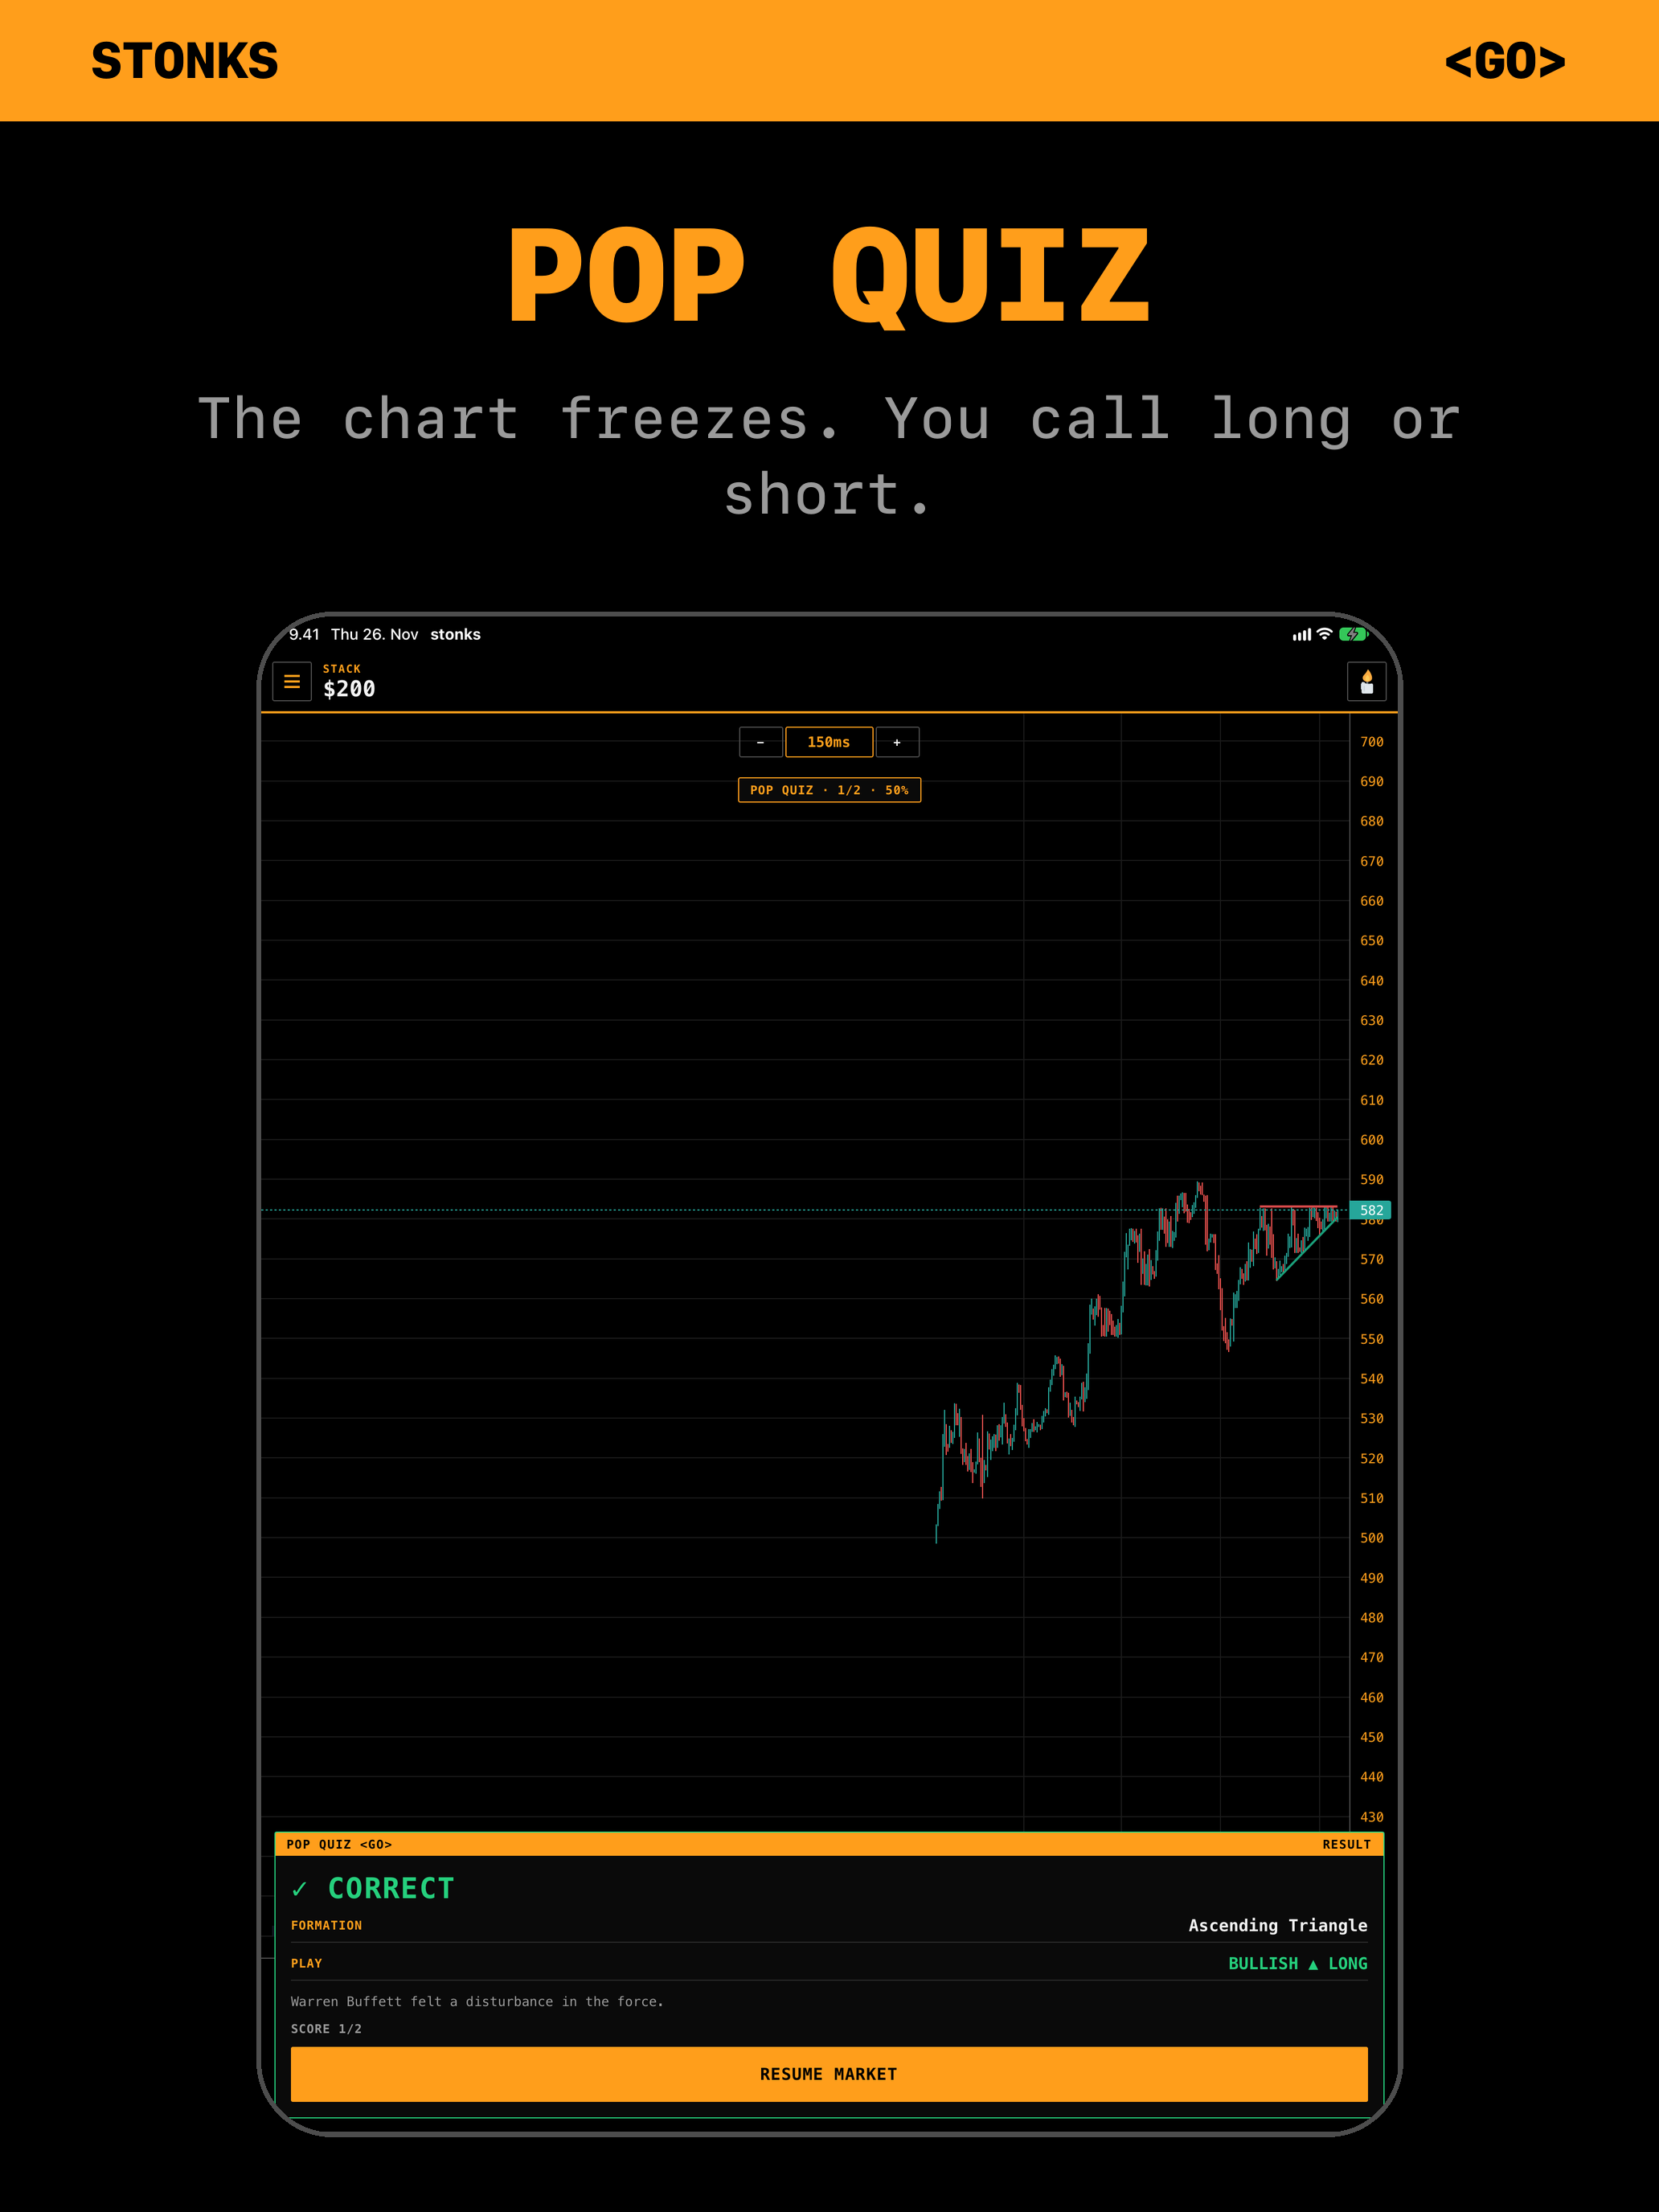 STONKS <GO>
POP QUIZ
The chart freezes. You call long or
short.
9.41 Thu 26. Nov stonks
STACK
$200
− 150ms +
POP QUIZ · 1/2 · 50%
700
690
680
670
660
650
640
630
620
610
600
590
582
580
570
560
550
540
530
520
510
500
490
480
470
460
450
440
430
POP QUIZ <GO> RESULT
✓ CORRECT
FORMATION Ascending Triangle
PLAY BULLISH ▲ LONG
Warren Buffett felt a disturbance in the force.
SCORE 1/2
RESUME MARKET